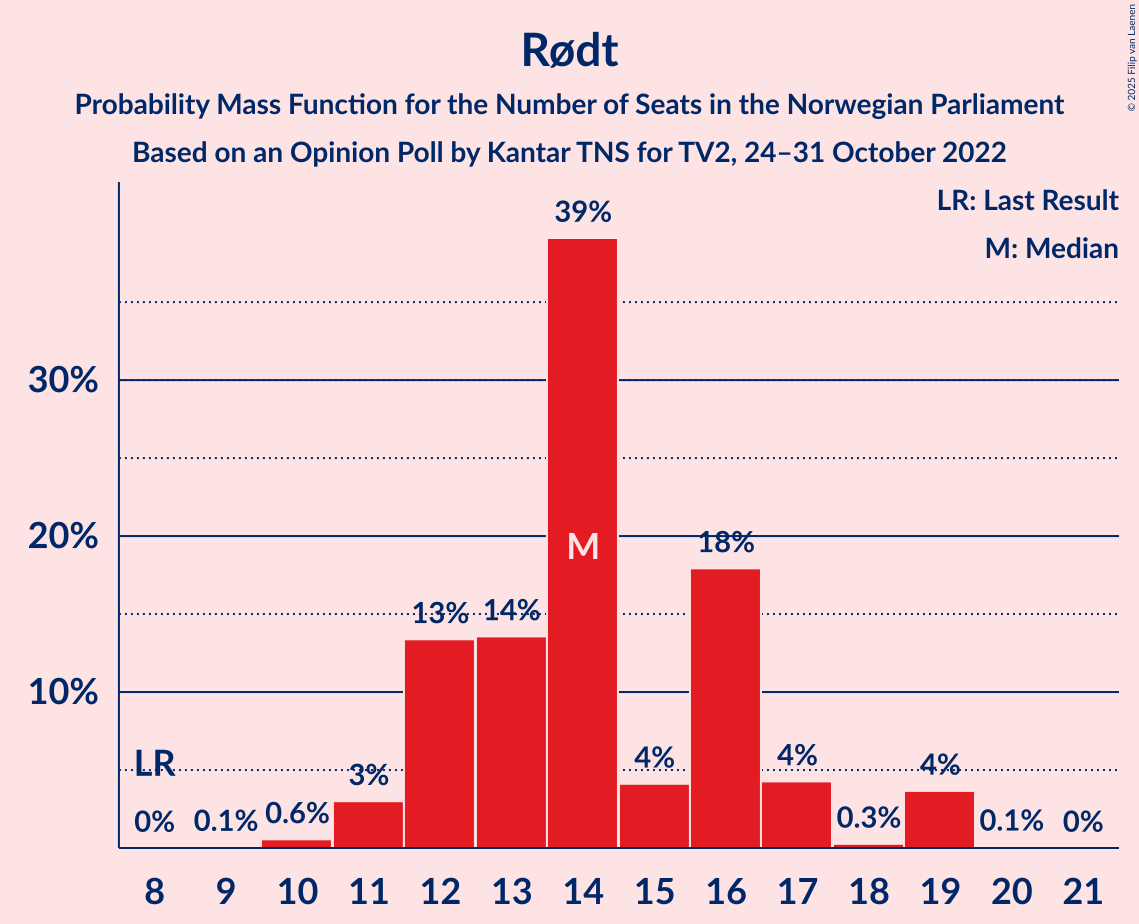 Rødt
Probability Mass Function for the Number of Seats in the Norwegian Parliament
Based on an Opinion Poll by Kantar TNS for TV2, 24–31 October 2022
© 2025 Filip van Laenen
LR: Last Result
M: Median
39%
30%
20%
M
18%
13%
14%
10%
LR
3%
4%
4%
4%
0%
0.1%
0.6%
0.3%
0.1%
0%
8 9 10 11 12 13 14 15 16 17 18 19 20 21